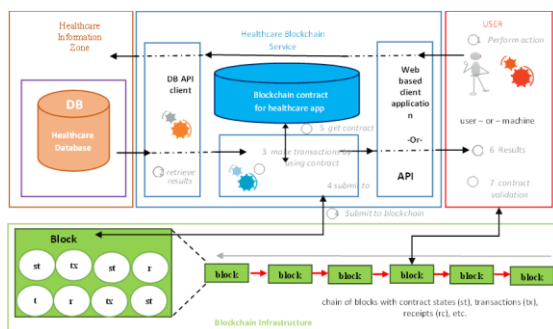 Healthcare
Information
Zone
Healthcare Blockchain
Service
USER
1 Perform action
DB API
client
Blockchain contract
for healthcare app
Web
based
client
applicatio
n
-Or-
API
DB
Healthcare
Database
user – or – machine
5 get contract
3 make transactions by
using contract
2 retrieve
results
4 submit to
6 Results
7 contract
validation
4 Submit to blockchain
Block
st tx st r
t r tx st
block block block block block block
chain of blocks with contract states (st), transactions (tx),
receipts (rc), etc.
Blockchain Infrastructure